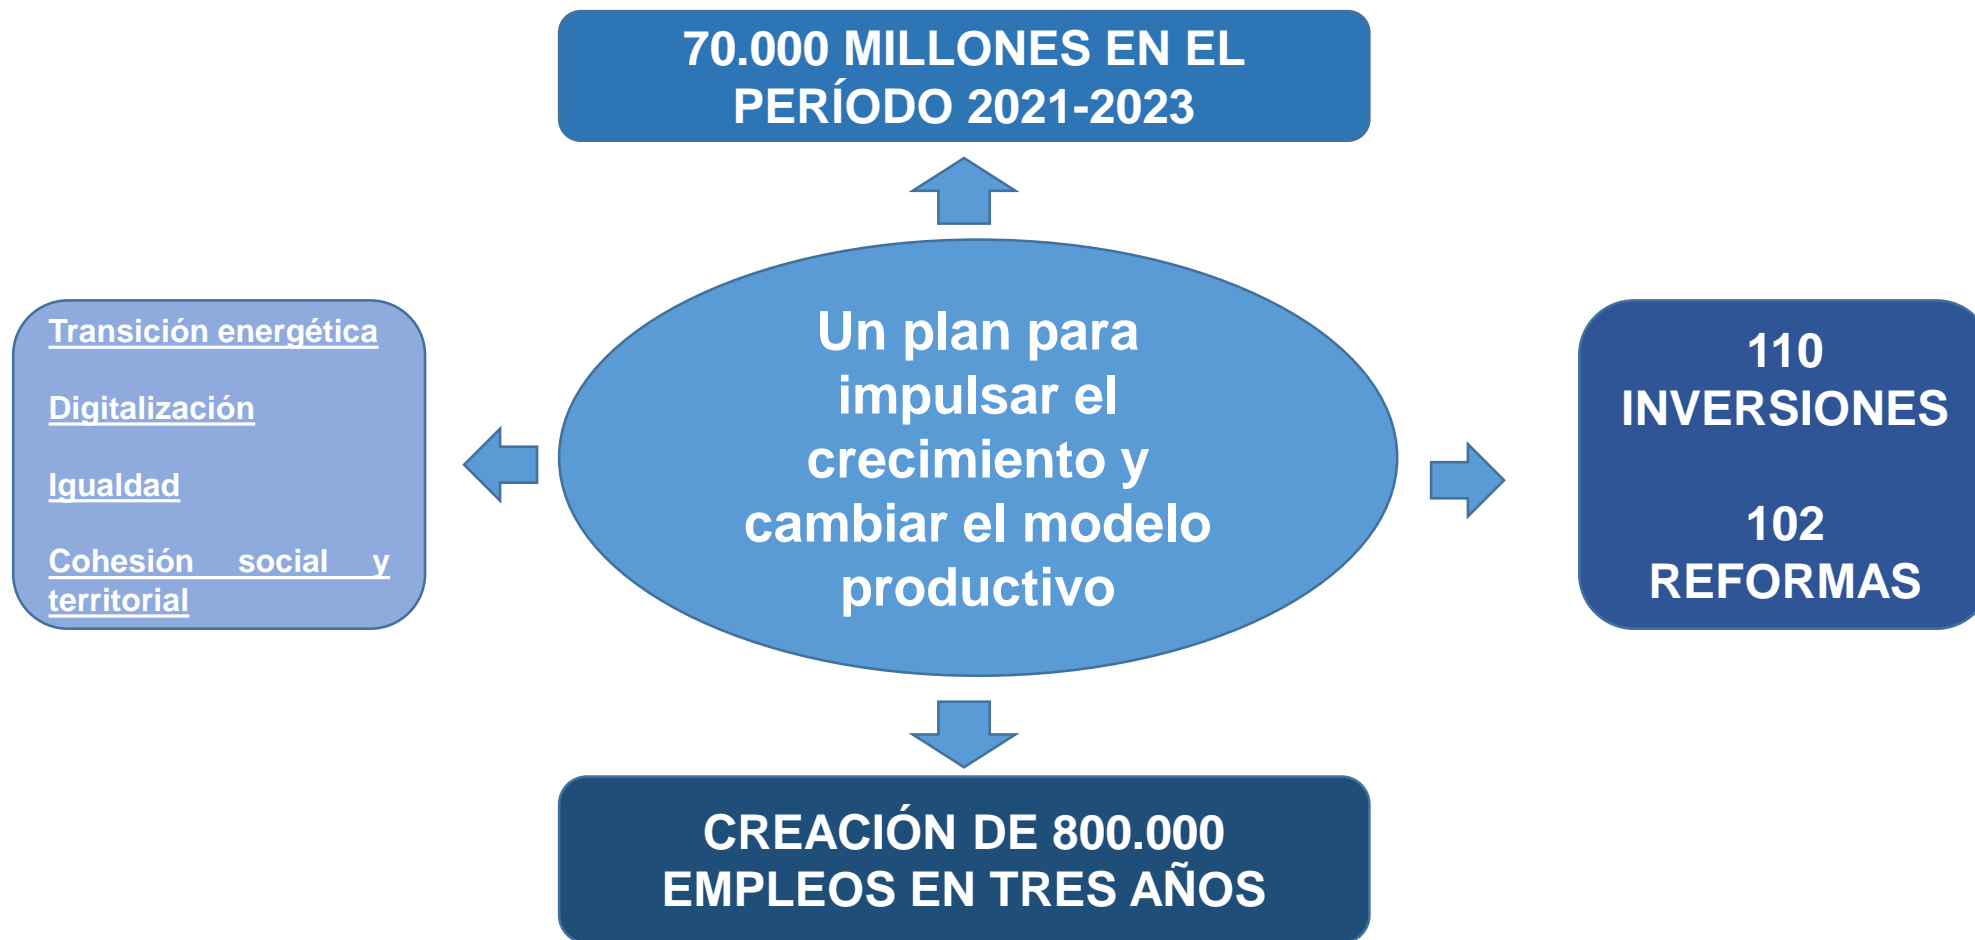 70.000 MILLONES EN EL
PERÍODO 2021-2023
Transición energética
Digitalización
Igualdad
Cohesión social y
territorial
Un plan para
impulsar el
crecimiento y
cambiar el modelo
productivo
110
INVERSIONES
102
REFORMAS
CREACIÓN DE 800.000
EMPLEOS EN TRES AÑOS